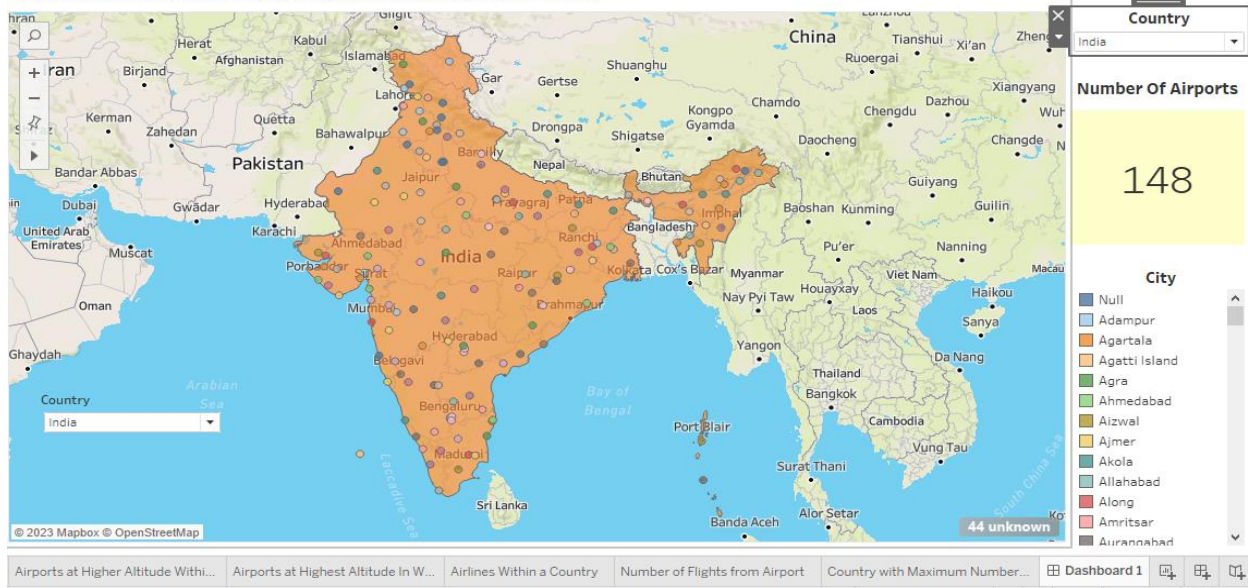 Gilgit
Herat
Kabul
Islamabad
Afghanistan
China
Tianshui
Xi'an
Ruoergai
Shuanghu
Gertse
Gar
Birjand
Lahore
Xiangyang
Kerman
Zahedan
Quetta
Bahawalpur
Drongpa
Shigatse
Kongpo
Gyamda
Chamdo
Chengdu
Dazhou
Daocheng
Changde
Bandar Abbas
Pakistan
Bareilly
Nepal
Bhutan
Jaipur
Guiyang
Dubai
Gwadar
Hyderabad
Prayagraj
Patna
Imphal
Baoshan
Kunming
Guilin
United Arab
Emirates
Muscat
Karachi
Bangladesh
Ahmedabad
India
Ranchi
Pu'er
Nanning
Porbandar
Surat
Raipur
Kolkata
Cox's Bazar
Myanmar
Viet Nam
Macau
Oman
Mumbai
Brahmapur
Nay Pyi Taw
Houayxay
Laos
Haikou
Sanya
Hyderabad
Yangon
Ghaydah
Belagavi
Da Nang
Arabian
Sea
Bay of
Bengal
Thailand
Bangkok
Bengaluru
Cambodia
Port Blair
Vung Tau
Madurai
Laccadive Sea
Surat Thani
South China Sea
Sri Lanka
Banda Aceh
Alor Setar
Country
India
© 2023 Mapbox © OpenStreetMap
44 unknown
Country
India
Number Of Airports
148
City
Null
Adampur
Agartala
Agatti Island
Agra
Ahmedabad
Aizwal
Ajmer
Akola
Allahabad
Along
Amritsar
Aurangabad
Airports at Higher Altitude Withi...
Airports at Highest Altitude In W...
Airlines Within a Country
Number of Flights from Airport
Country with Maximum Number...
Dashboard 1